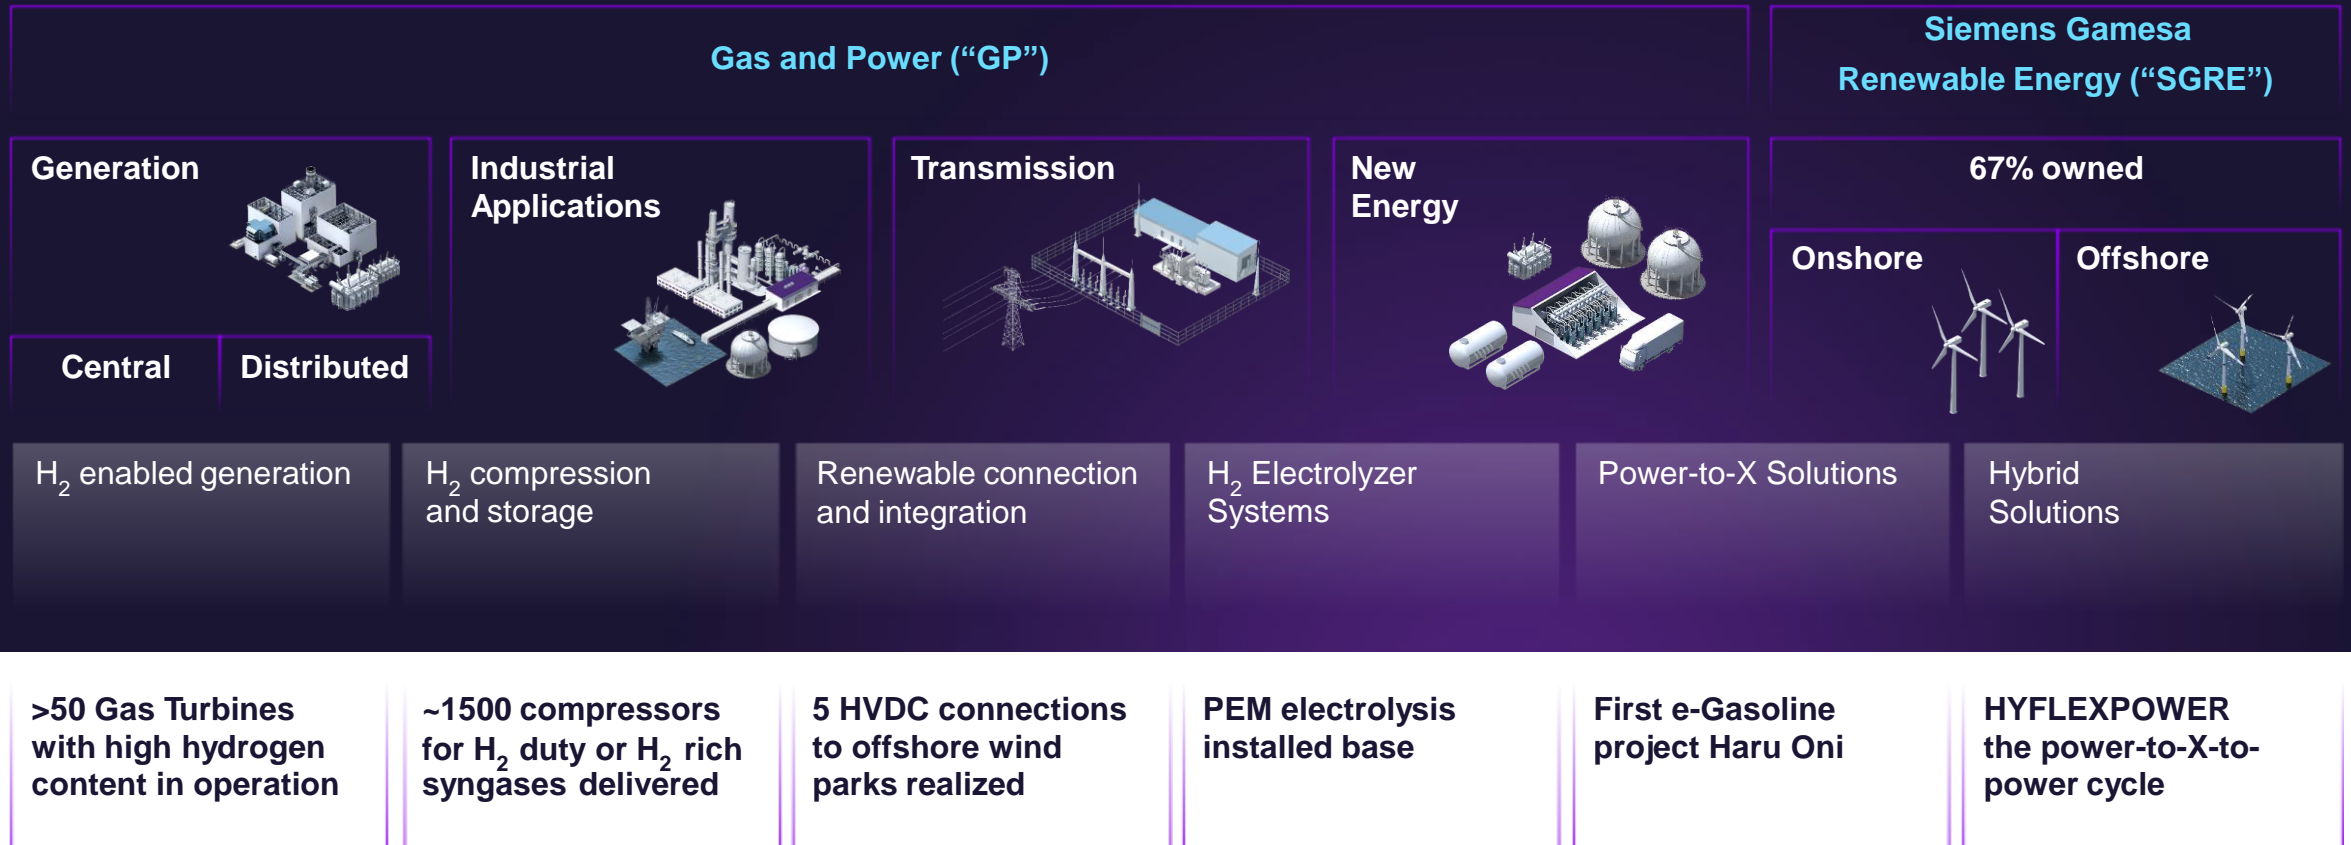 Gas and Power (“GP”)
Siemens Gamesa
Renewable Energy (“SGRE”)
Generation
Central
Distributed
Industrial
Applications
Transmission
New
Energy
67% owned
Onshore
Offshore
H2 enabled generation
H2 compression
and storage
Renewable connection
and integration
H2 Electrolyzer
Systems
Power-to-X Solutions
Hybrid
Solutions
>50 Gas Turbines
with high hydrogen
content in operation
~1500 compressors
for H2 duty or H2 rich
syngases delivered
5 HVDC connections
to offshore wind
parks realized
PEM electrolysis
installed base
First e-Gasoline
project Haru Oni
HYFLEXPOWER
the power-to-X-to-
power cycle